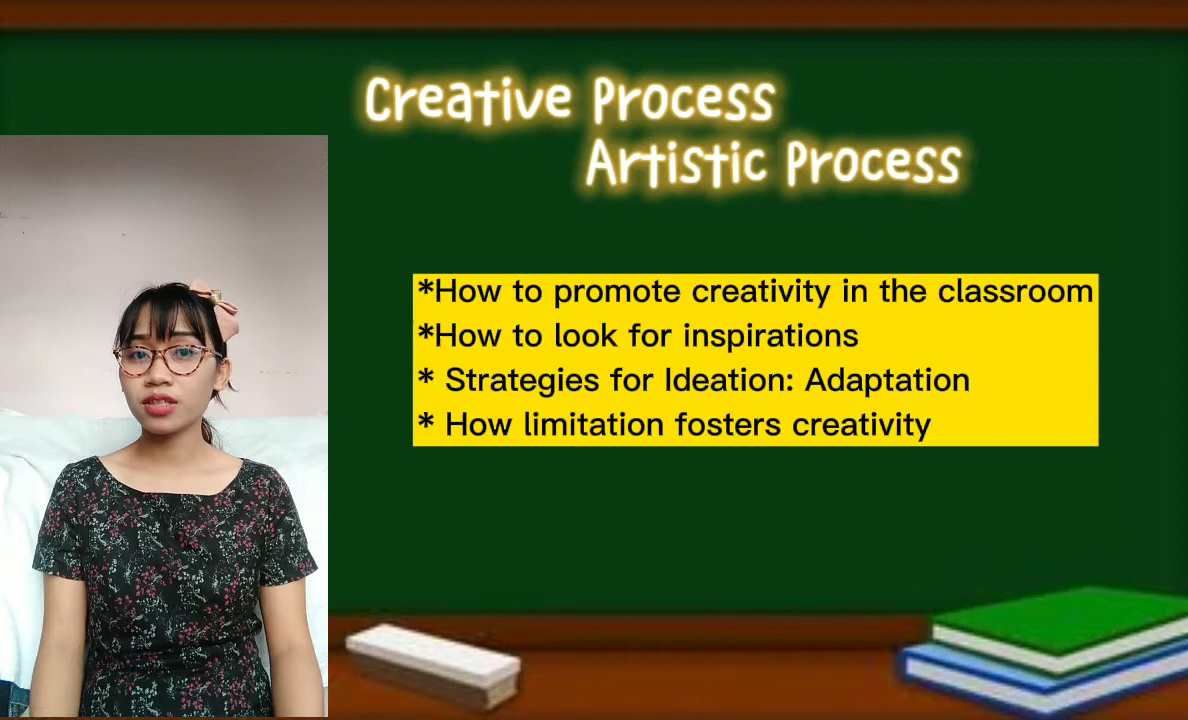 Creative Process
Artistic Process
*How to promote creativity in the classroom
*How to look for inspirations
* Strategies for Ideation: Adaptation
* How limitation fosters creativity